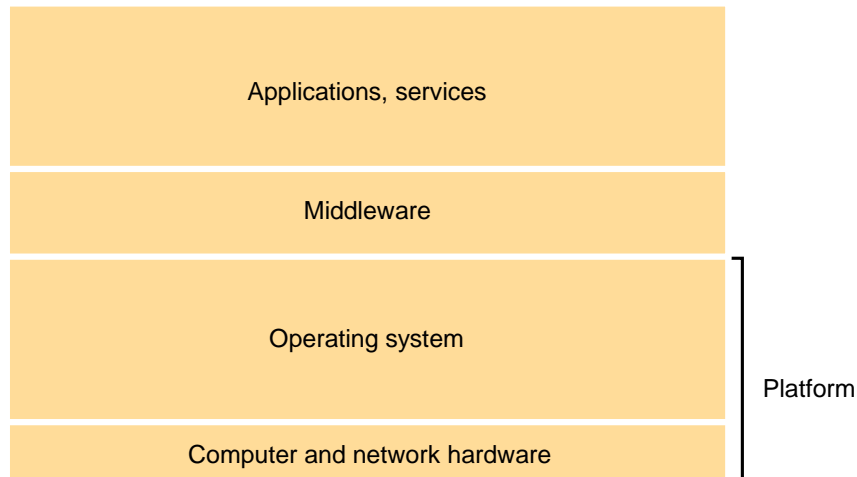 Applications, services
Middleware
Operating system
Platform
Computer and network hardware